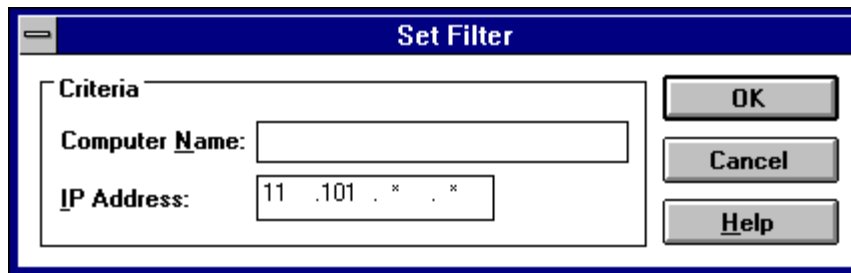 Set Filter
Criteria
Computer Name:
IP Address: 11 .101 . * . *
OK
Cancel
Help